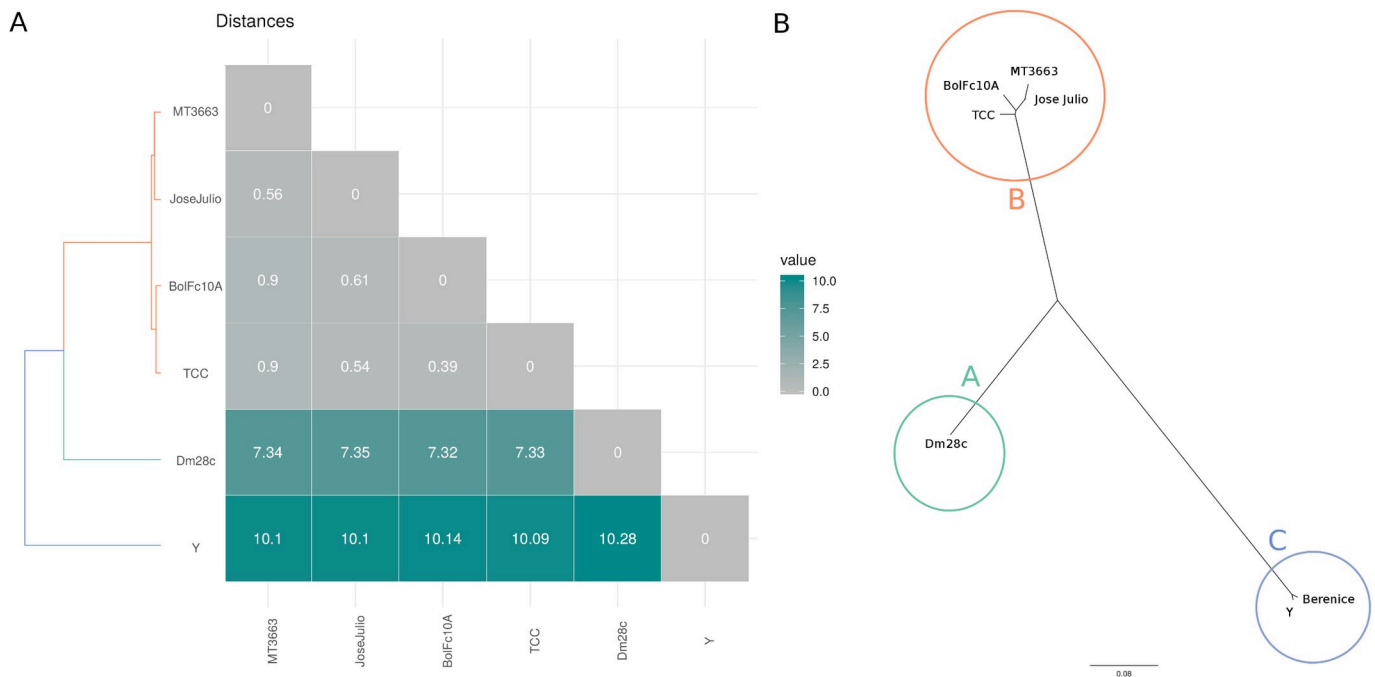 A
Distances
MT3663
0
JoseJulio
0.56
0
BolFc10A
0.9
0.61
0
TCC
0.9
0.54
0.39
0
Dm28c
7.34
7.35
7.32
7.33
0
Y
10.1
10.1
10.14
10.09
10.28
0
MT3663
JoseJulio
BolFc10A
TCC
Dm28c
Y
value
10.0
7.5
5.0
2.5
0.0
B
MT3663
BolFc10A
Jose Julio
TCC
B
A
Dm28c
C
Berenice
Y
0.08